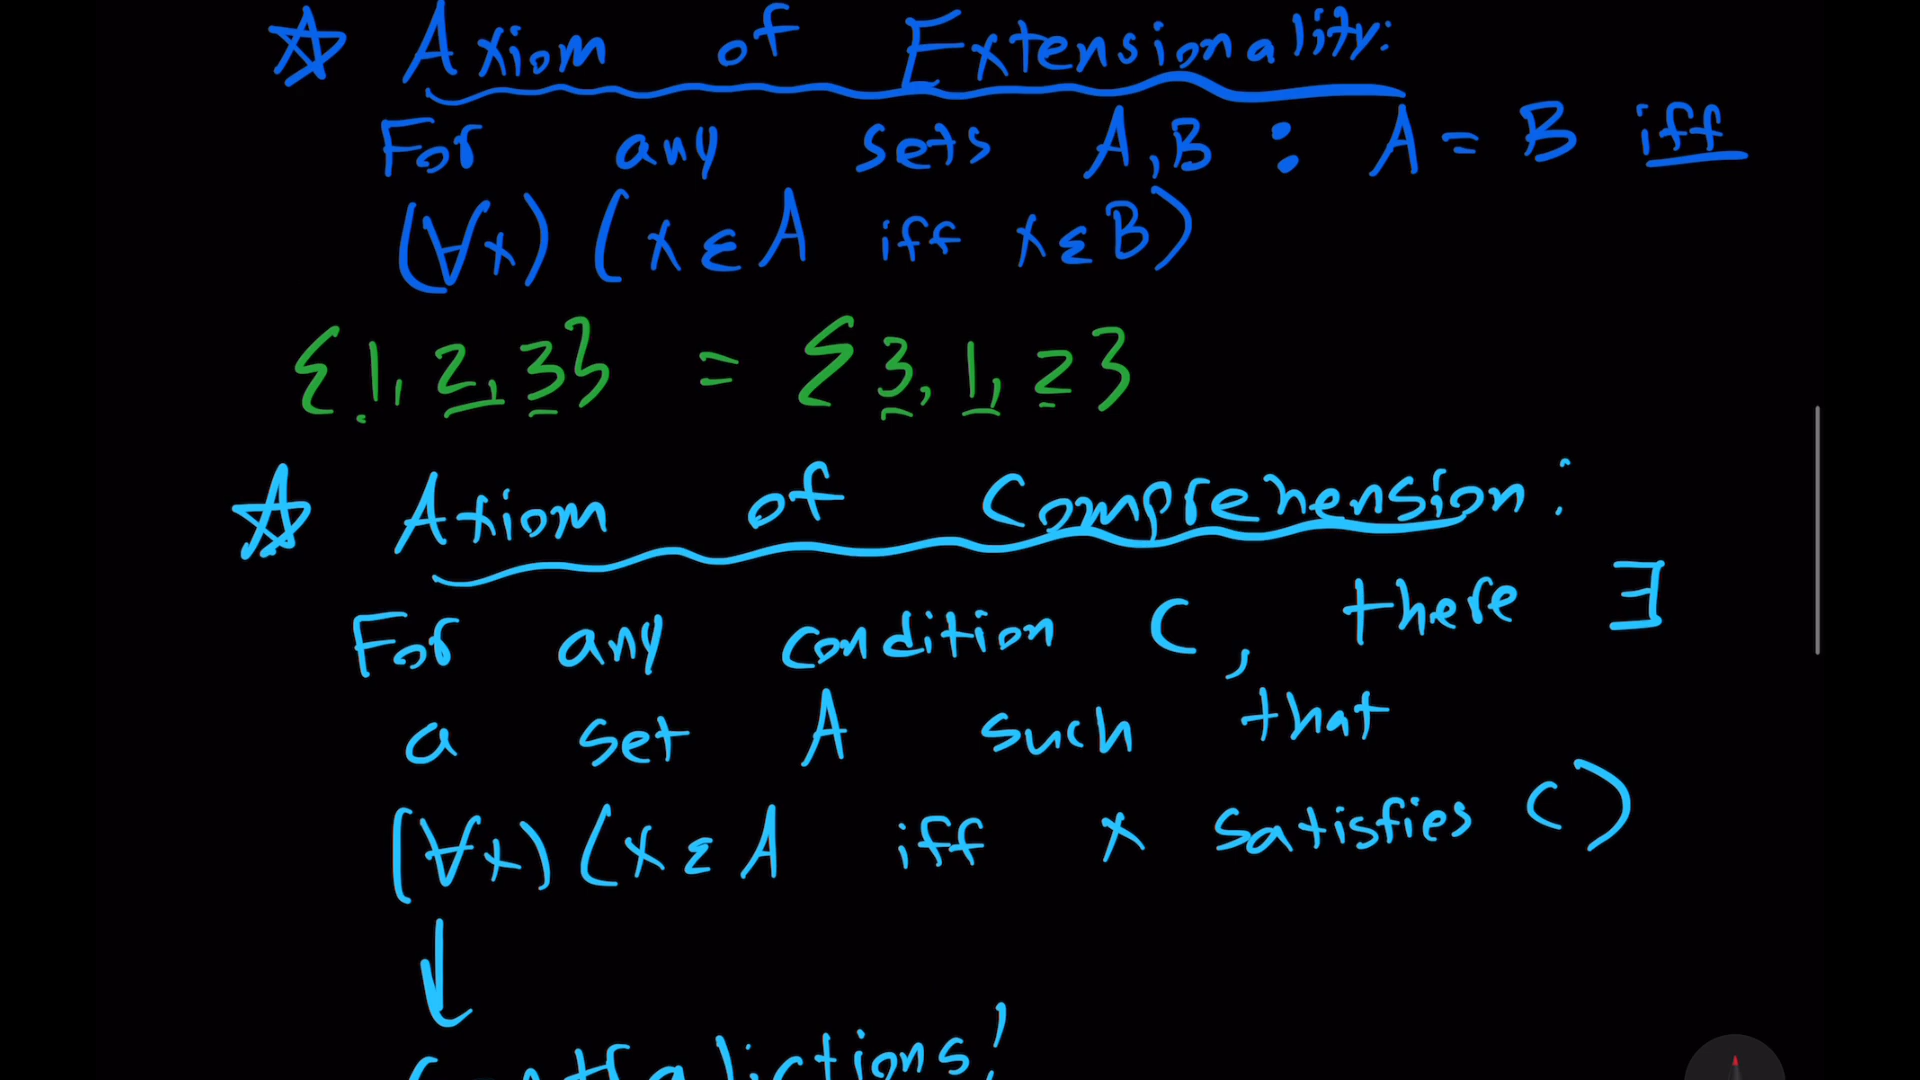 ☆ Axiom of Extensionality:
For any sets A, B : A = B iff
(∀x) (x ∈ A iff x ∈ B)
{1, 2, 3} = {3, 1, 2}
☆ Axiom of Comprehension:
For any condition C, there ∃
a set A such that
(∀x) (x ∈ A iff x satisfies C)
↓
Contradictions!